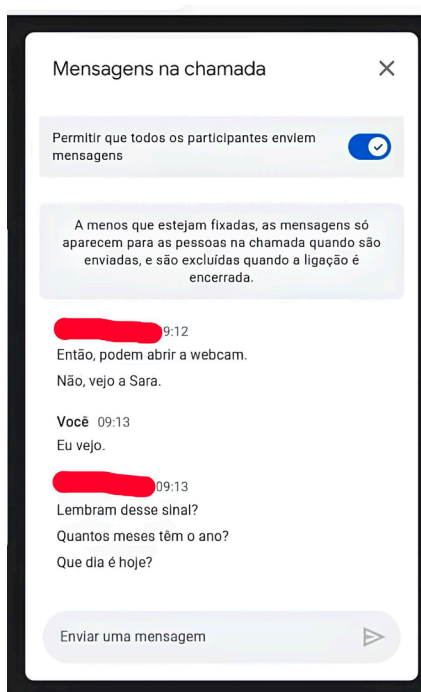 Mensagens na chamada
Permitir que todos os participantes enviem
mensagens
A menos que estejam fixadas, as mensagens só
aparecem para as pessoas na chamada quando são
enviadas, e são excluídas quando a ligação é
encerrada.
9:12
Então, podem abrir a webcam.
Não, vejo a Sara.
Você 09:13
Eu vejo.
09:13
Lembram desse sinal?
Quantos meses têm o ano?
Que dia é hoje?
Enviar uma mensagem